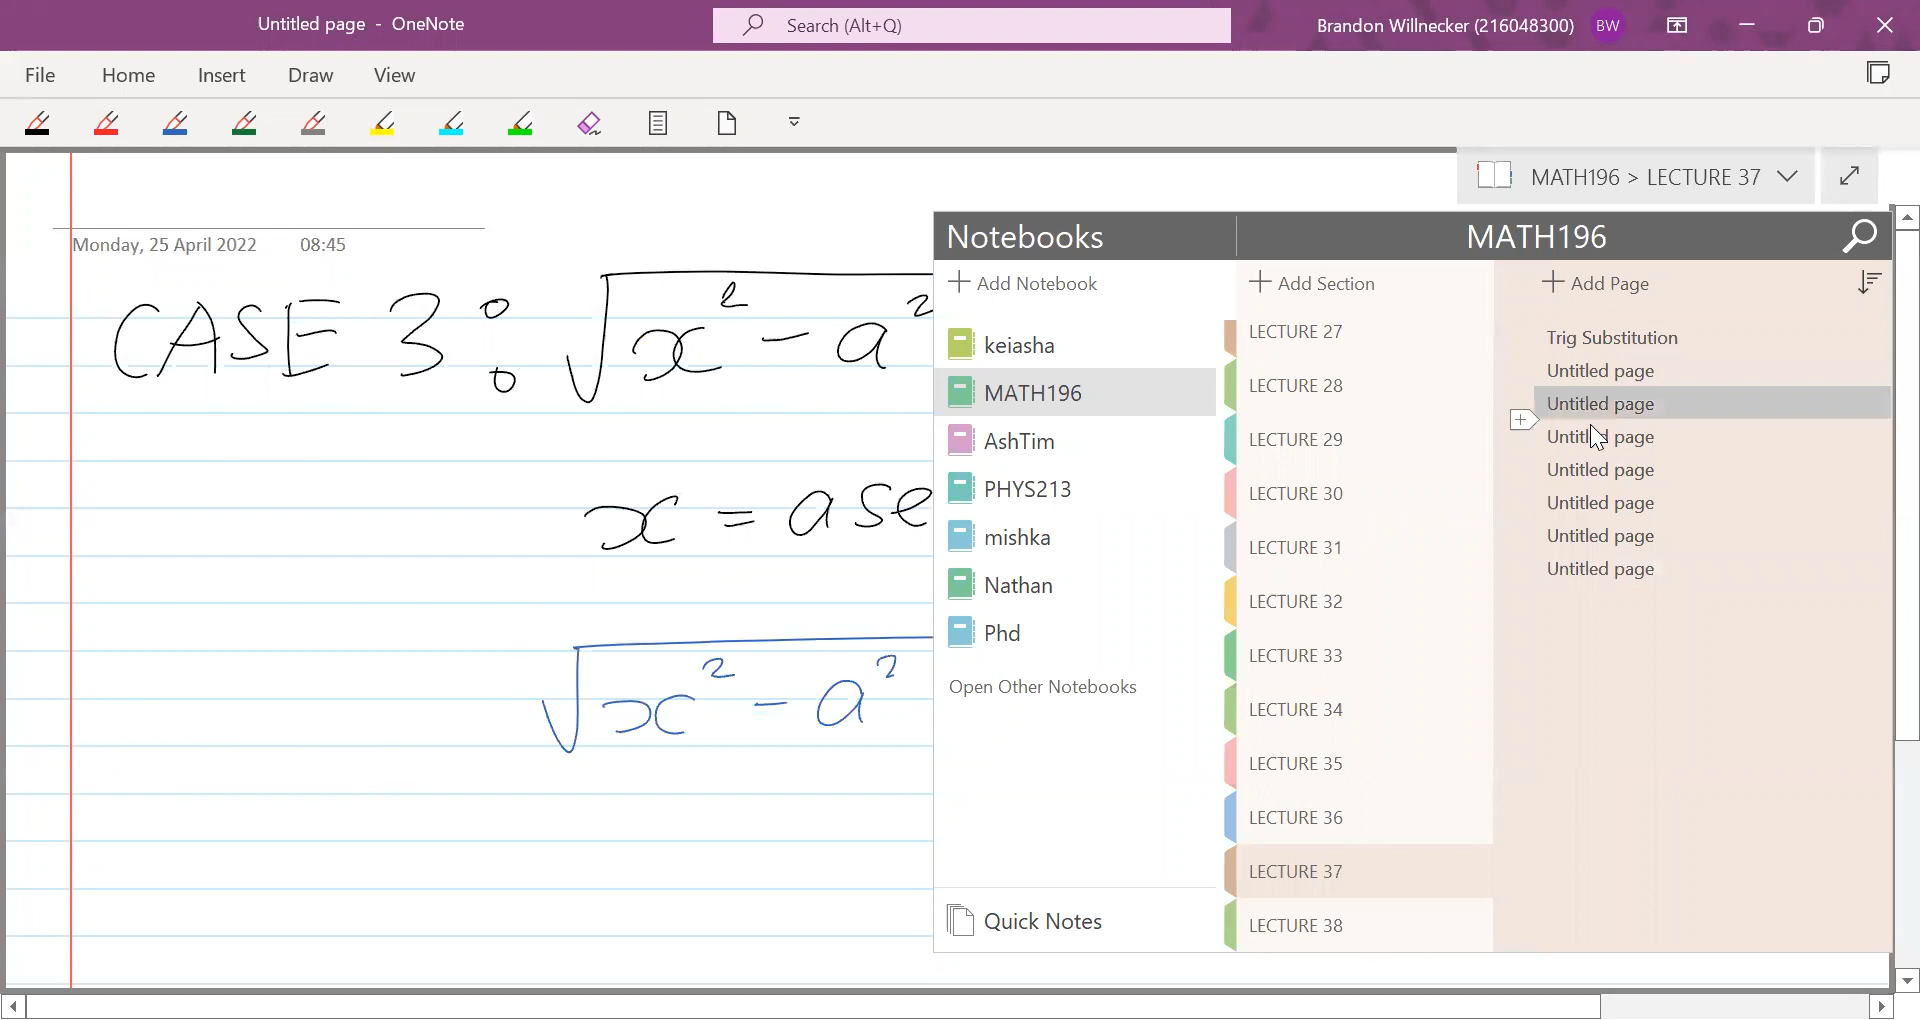 Untitled page - OneNote
Search (Alt+Q)
Brandon Willnecker (216048300) BW
File Home Insert Draw View
MATH196 > LECTURE 37
Monday, 25 April 2022 08:45
CASE 3: √x² - a²
x = a se
√x² - a²
Notebooks
MATH196
Add Notebook
keiasha
MATH196
AshTim
PHYS213
mishka
Nathan
Phd
Open Other Notebooks
Quick Notes
Add Section
LECTURE 27
LECTURE 28
LECTURE 29
LECTURE 30
LECTURE 31
LECTURE 32
LECTURE 33
LECTURE 34
LECTURE 35
LECTURE 36
LECTURE 37
LECTURE 38
Add Page
Trig Substitution
Untitled page
Untitled page
Untitled page
Untitled page
Untitled page
Untitled page
Untitled page